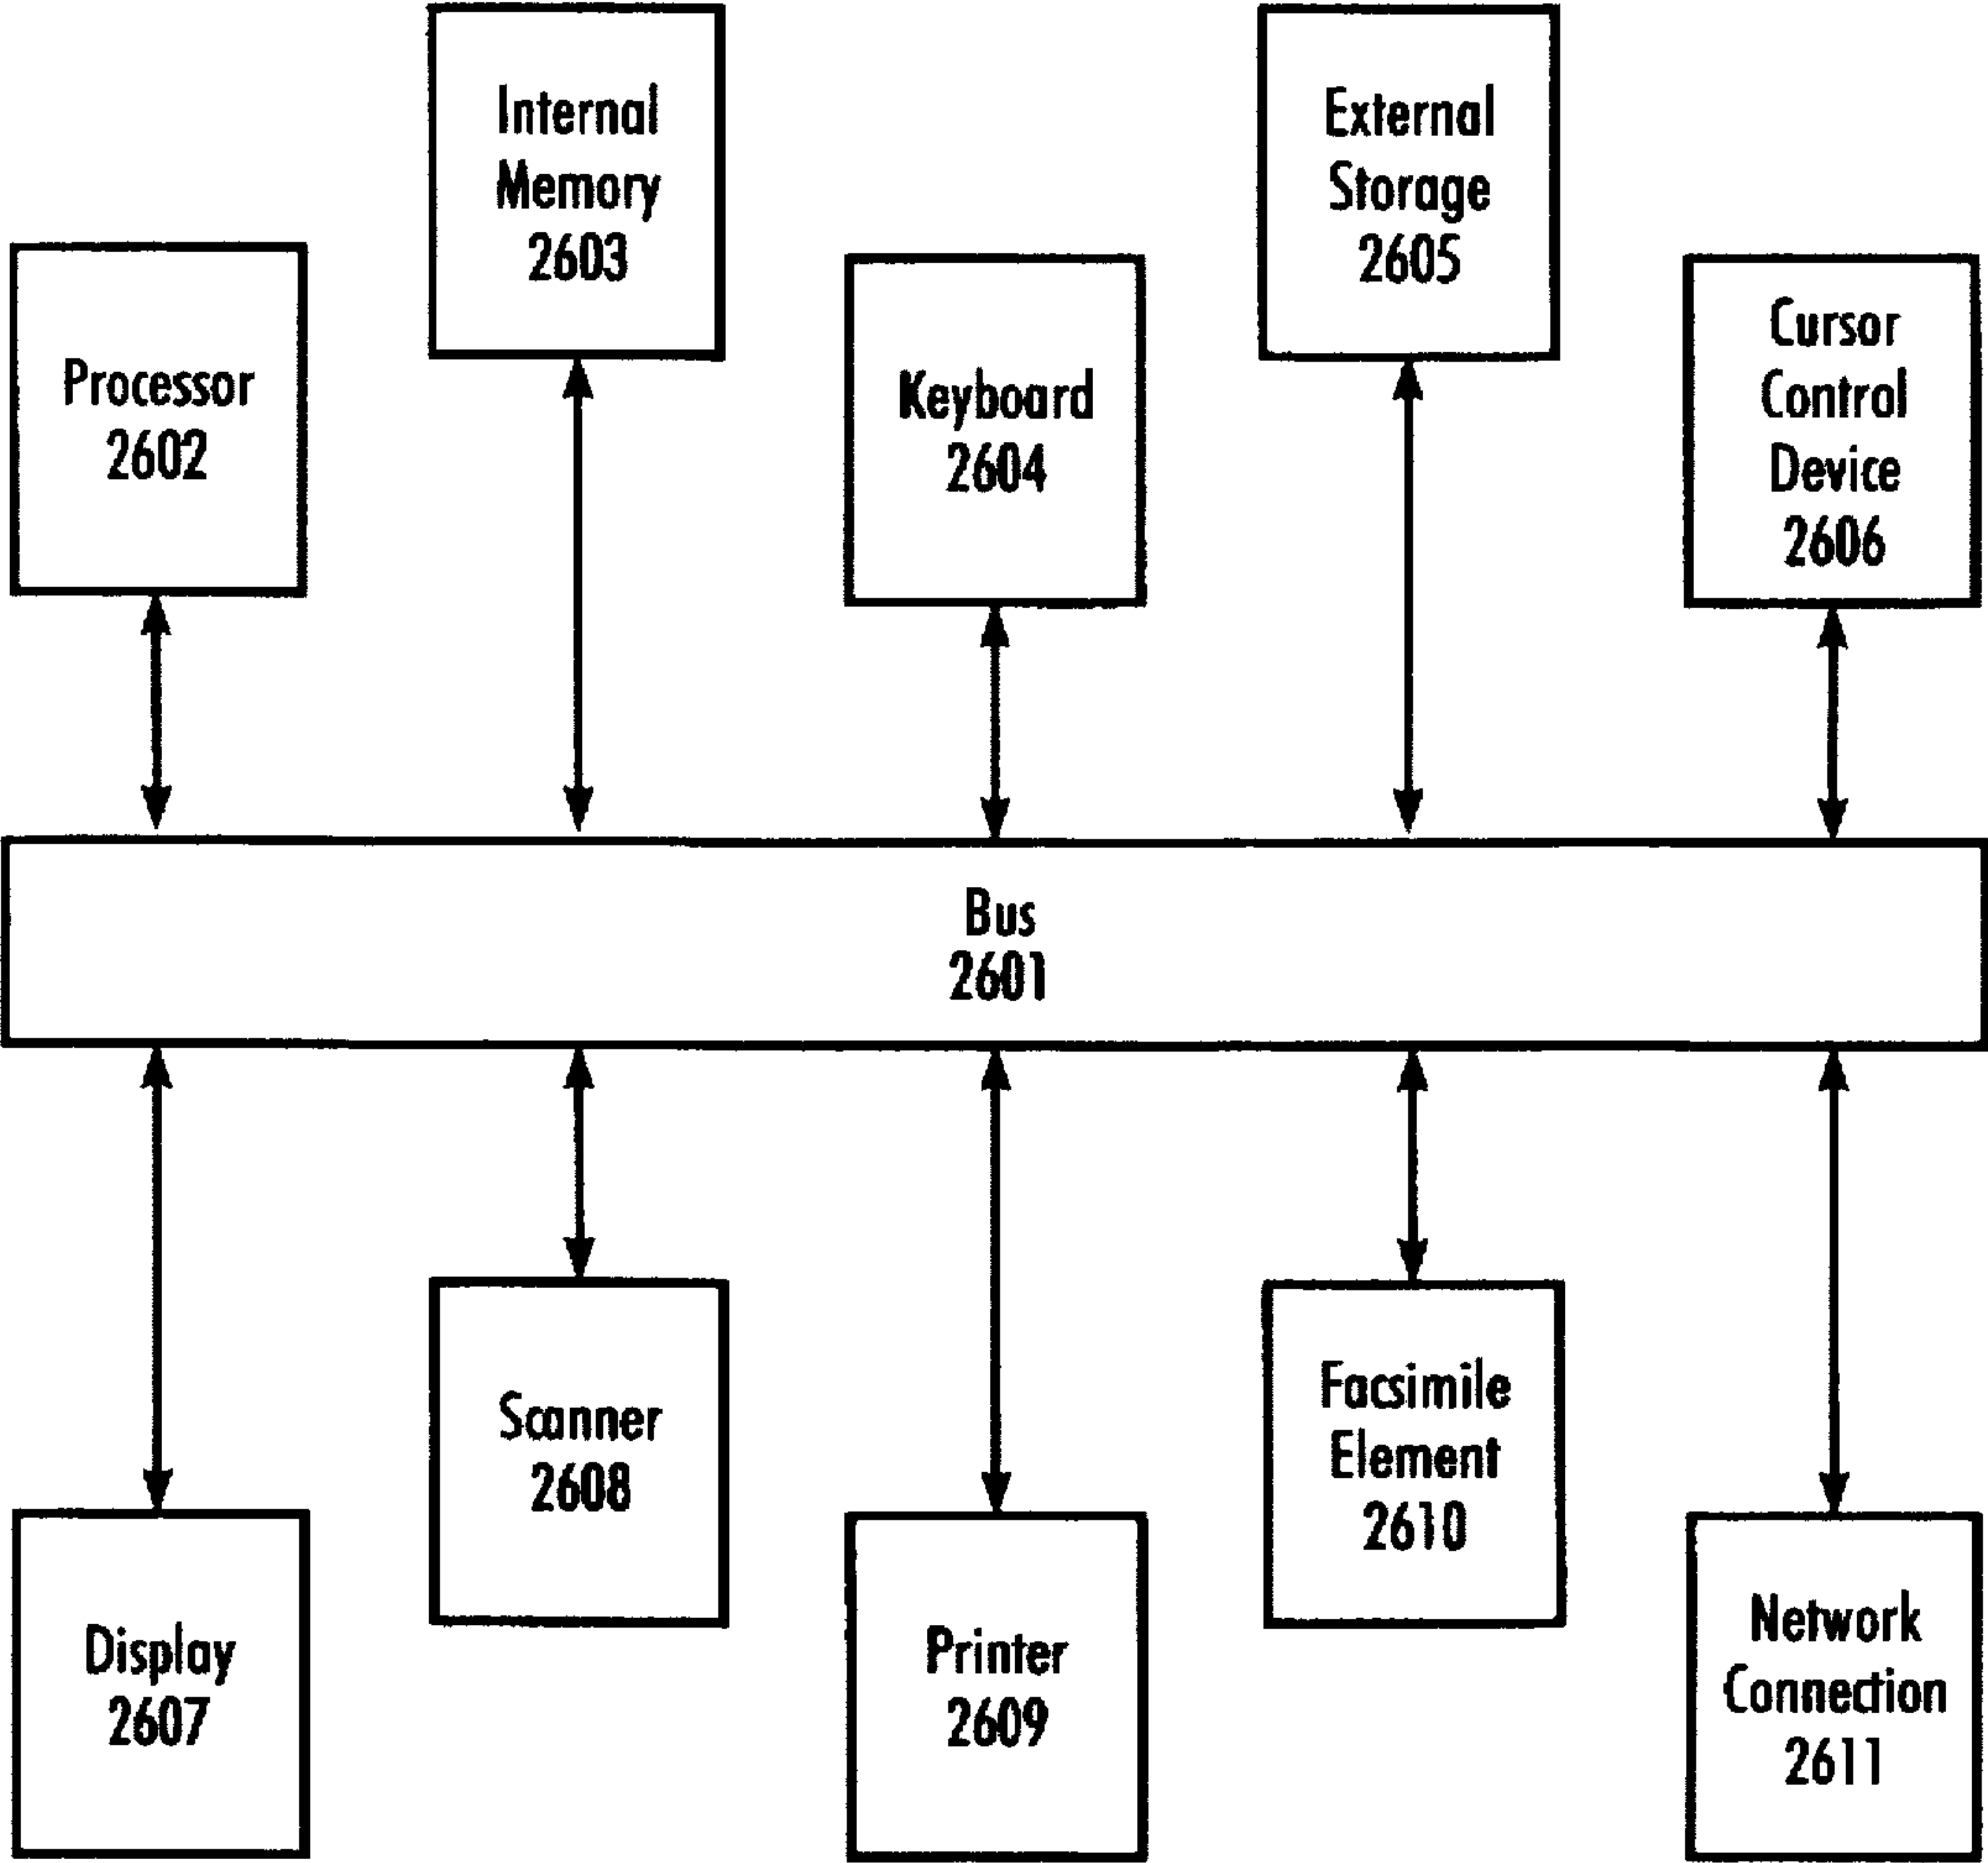 Internal
Memory
2603
External
Storage
2605
Processor
2602
Keyboard
2604
Cursor
Control
Device
2606
Bus
2601
Scanner
2608
Facsimile
Element
2610
Display
2607
Printer
2609
Network
Connection
2611